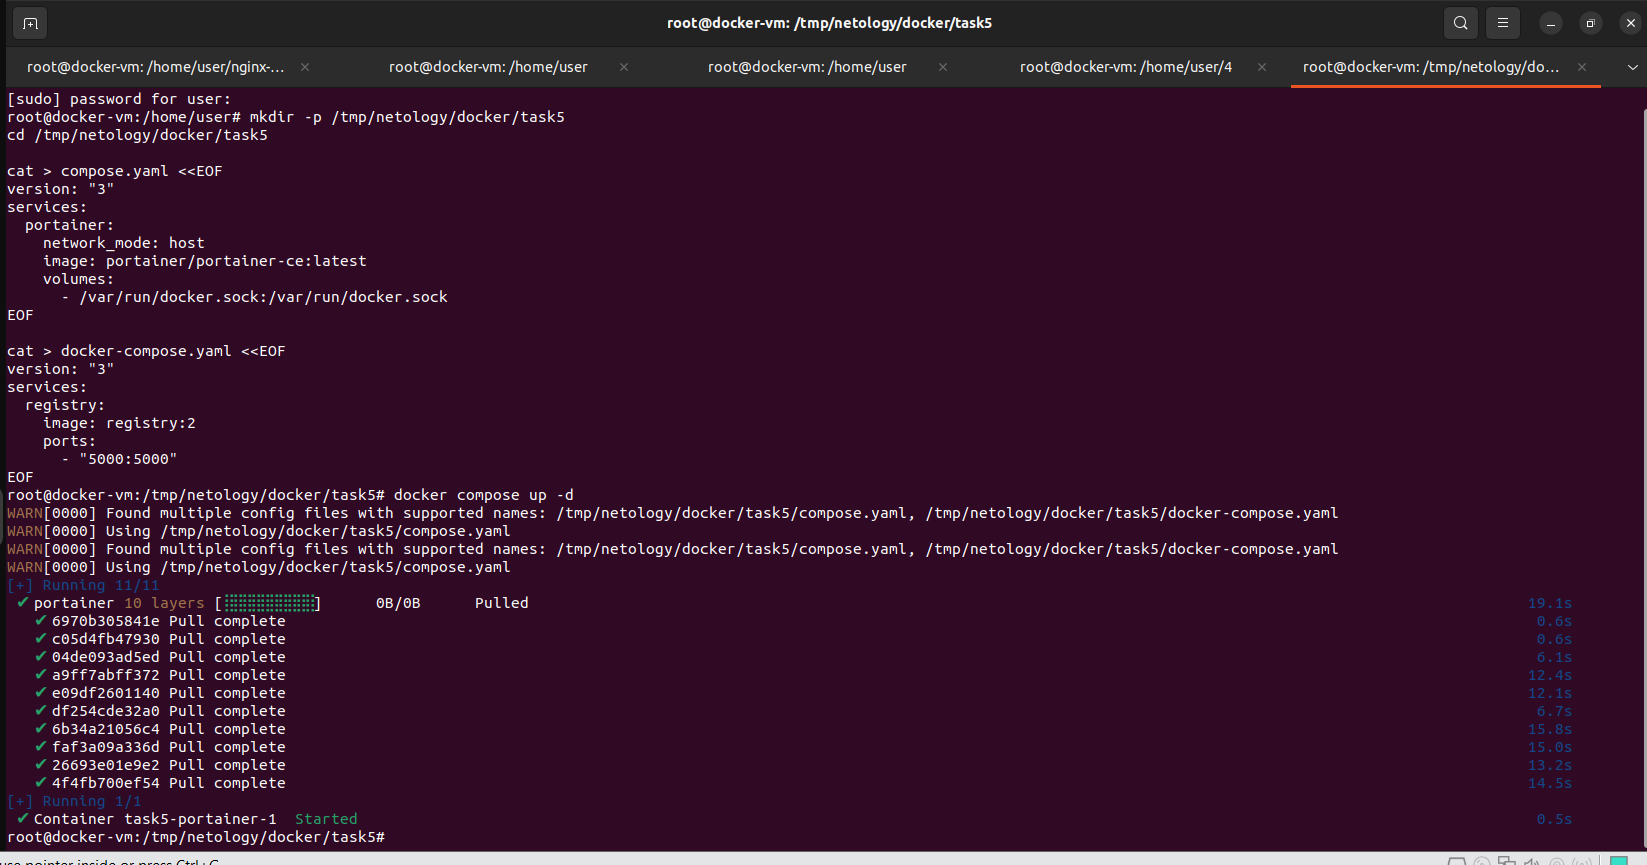 root@docker-vm: /tmp/netology/docker/task5
root@docker-vm: /home/user/nginx-... × root@docker-vm: /home/user × root@docker-vm: /home/user × root@docker-vm: /home/user/4 × root@docker-vm: /tmp/netology/do... ×
[sudo] password for user:
root@docker-vm:/home/user# mkdir -p /tmp/netology/docker/task5
cd /tmp/netology/docker/task5
cat > compose.yaml <<EOF
version: "3"
services:
  portainer:
    network_mode: host
    image: portainer/portainer-ce:latest
    volumes:
      - /var/run/docker.sock:/var/run/docker.sock
EOF
cat > docker-compose.yaml <<EOF
version: "3"
services:
  registry:
    image: registry:2
    ports:
      - "5000:5000"
EOF
root@docker-vm:/tmp/netology/docker/task5# docker compose up -d
WARN[0000] Found multiple config files with supported names: /tmp/netology/docker/task5/compose.yaml, /tmp/netology/docker/task5/docker-compose.yaml
WARN[0000] Using /tmp/netology/docker/task5/compose.yaml
WARN[0000] Found multiple config files with supported names: /tmp/netology/docker/task5/compose.yaml, /tmp/netology/docker/task5/docker-compose.yaml
WARN[0000] Using /tmp/netology/docker/task5/compose.yaml
[+] Running 11/11
✔ portainer 10 layers [⣿⣿⣿⣿⣿⣿⣿⣿⣿⣿] 0B/0B Pulled 19.1s
✔ 6970b305841e Pull complete 0.6s
✔ c05d4fb47930 Pull complete 0.6s
✔ 04de093ad5ed Pull complete 6.1s
✔ a9ff7abff372 Pull complete 12.4s
✔ e09df2601140 Pull complete 12.1s
✔ df254cde32a0 Pull complete 6.7s
✔ 6b34a21056c4 Pull complete 15.8s
✔ faf3a09a336d Pull complete 15.0s
✔ 26693e01e9e2 Pull complete 13.2s
✔ 4f4fb700ef54 Pull complete 14.5s
[+] Running 1/1
✔ Container task5-portainer-1 Started 0.5s
root@docker-vm:/tmp/netology/docker/task5#
pointer inside or press Ctrl+G